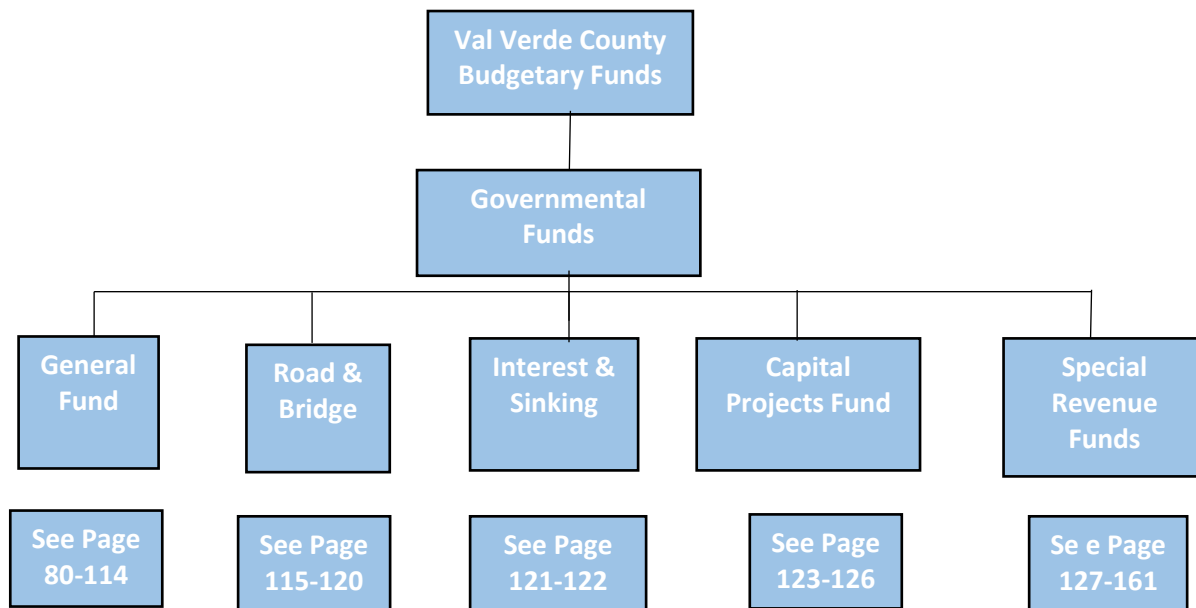 Val Verde County
Budgetary Funds
Governmental
Funds
General
Fund
Road &
Bridge
Interest &
Sinking
Capital
Projects Fund
Special
Revenue
Funds
See Page
80-114
See Page
115-120
See Page
121-122
See Page
123-126
Se e Page
127-161